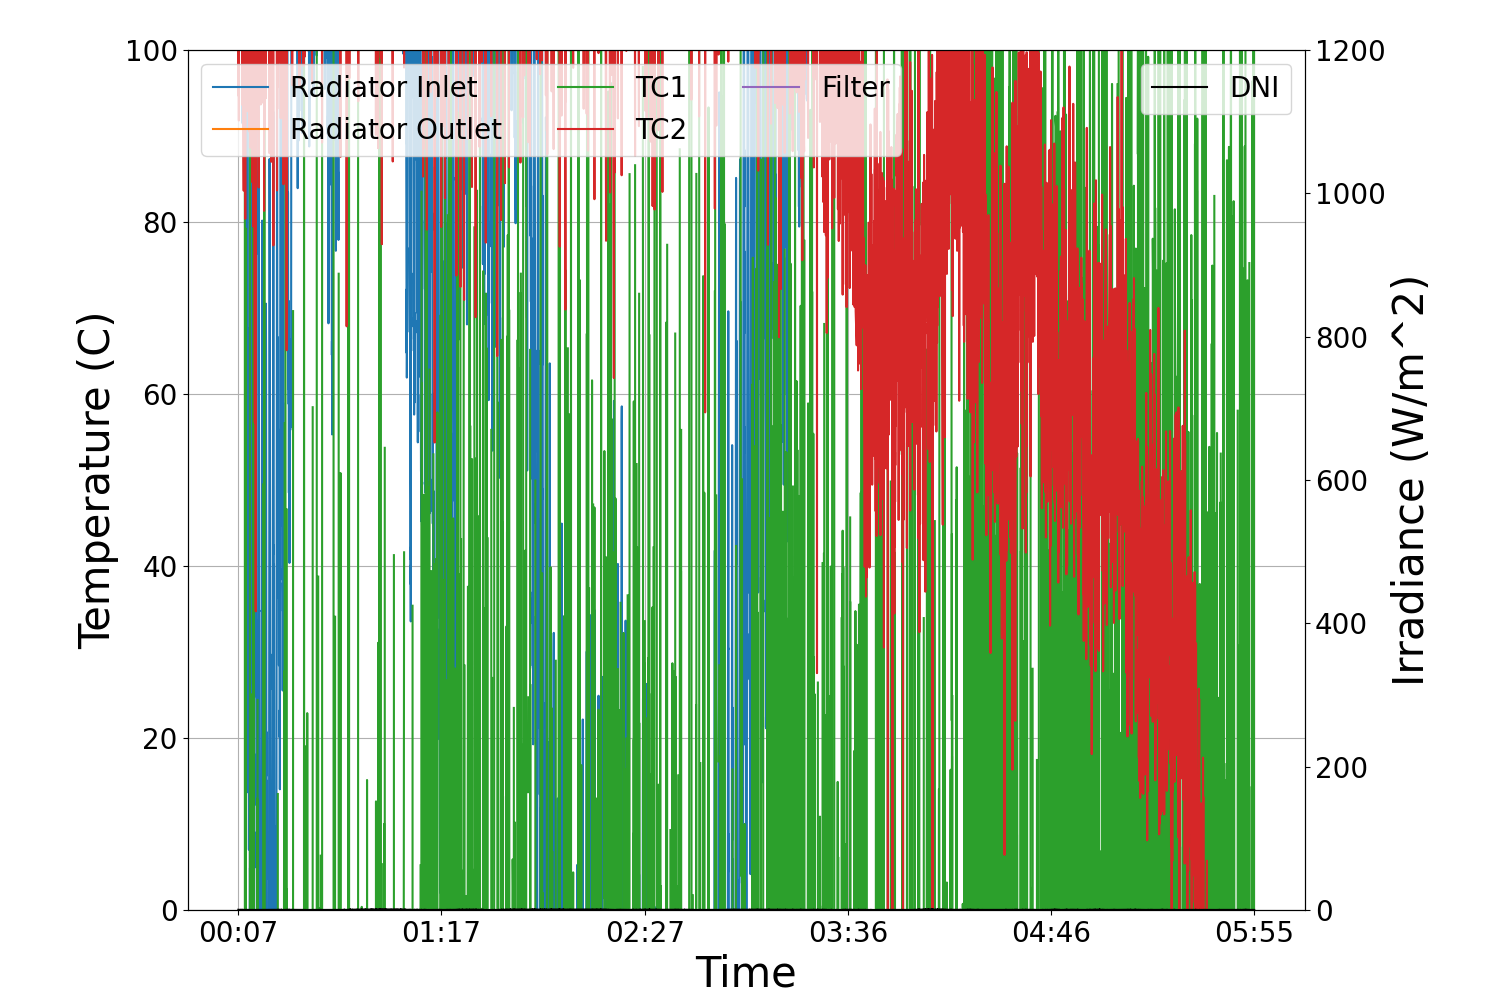 100
80
60
40
20
0
Temperature (C)
Radiator Inlet
Radiator Outlet
TC1
TC2
Filter
DNI
1200
1000
800
600
400
200
0
Irradiance (W/m^2)
00:07 01:17 02:27 03:36 04:46 05:55
Time